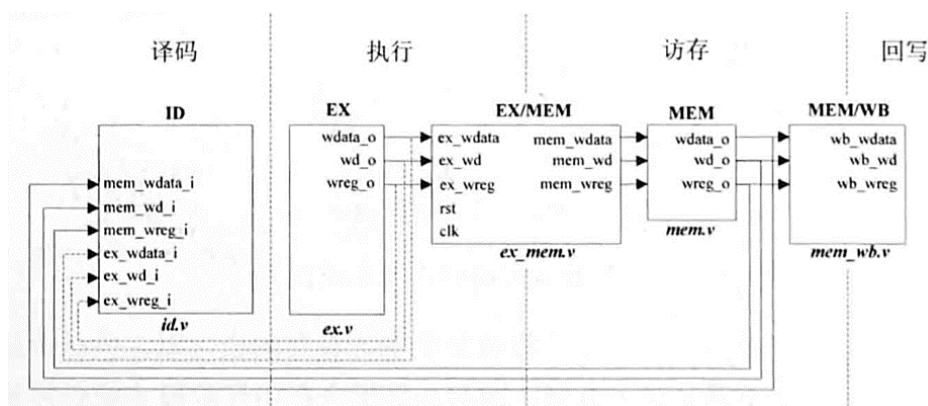 译码 执行 访存 回写
ID EX EX/MEM MEM MEM/WB
wdata_o ex_wdata mem_wdata wdata_o wb_wdata
wd_o ex_wd mem_wd wd_o wb_wd
wreg_o ex_wreg mem_wreg wreg_o wb_wreg
mem_wdata_i
mem_wd_i
mem_wreg_i
ex_wdata_i
ex_wd_i
ex_wreg_i
rst
clk
id.v ex.v ex_mem.v mem.v mem_wb.v